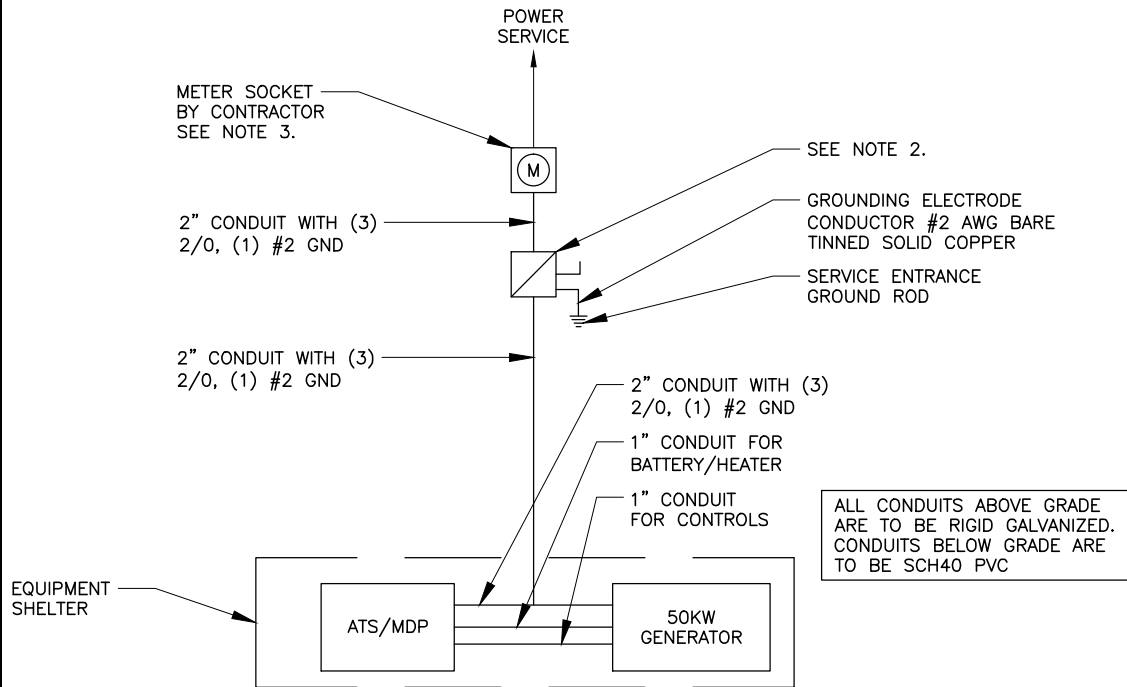 POWER
SERVICE
METER SOCKET
BY CONTRACTOR
SEE NOTE 3.
M
SEE NOTE 2.
2" CONDUIT WITH (3)
2/0, (1) #2 GND
GROUNDING ELECTRODE
CONDUCTOR #2 AWG BARE
TINNED SOLID COPPER
SERVICE ENTRANCE
GROUND ROD
2" CONDUIT WITH (3)
2/0, (1) #2 GND
2" CONDUIT WITH (3)
2/0, (1) #2 GND
1" CONDUIT FOR
BATTERY/HEATER
1" CONDUIT
FOR CONTROLS
ALL CONDUITS ABOVE GRADE
ARE TO BE RIGID GALVANIZED.
CONDUITS BELOW GRADE ARE
TO BE SCH40 PVC
EQUIPMENT
SHELTER
ATS/MDP
50KW
GENERATOR